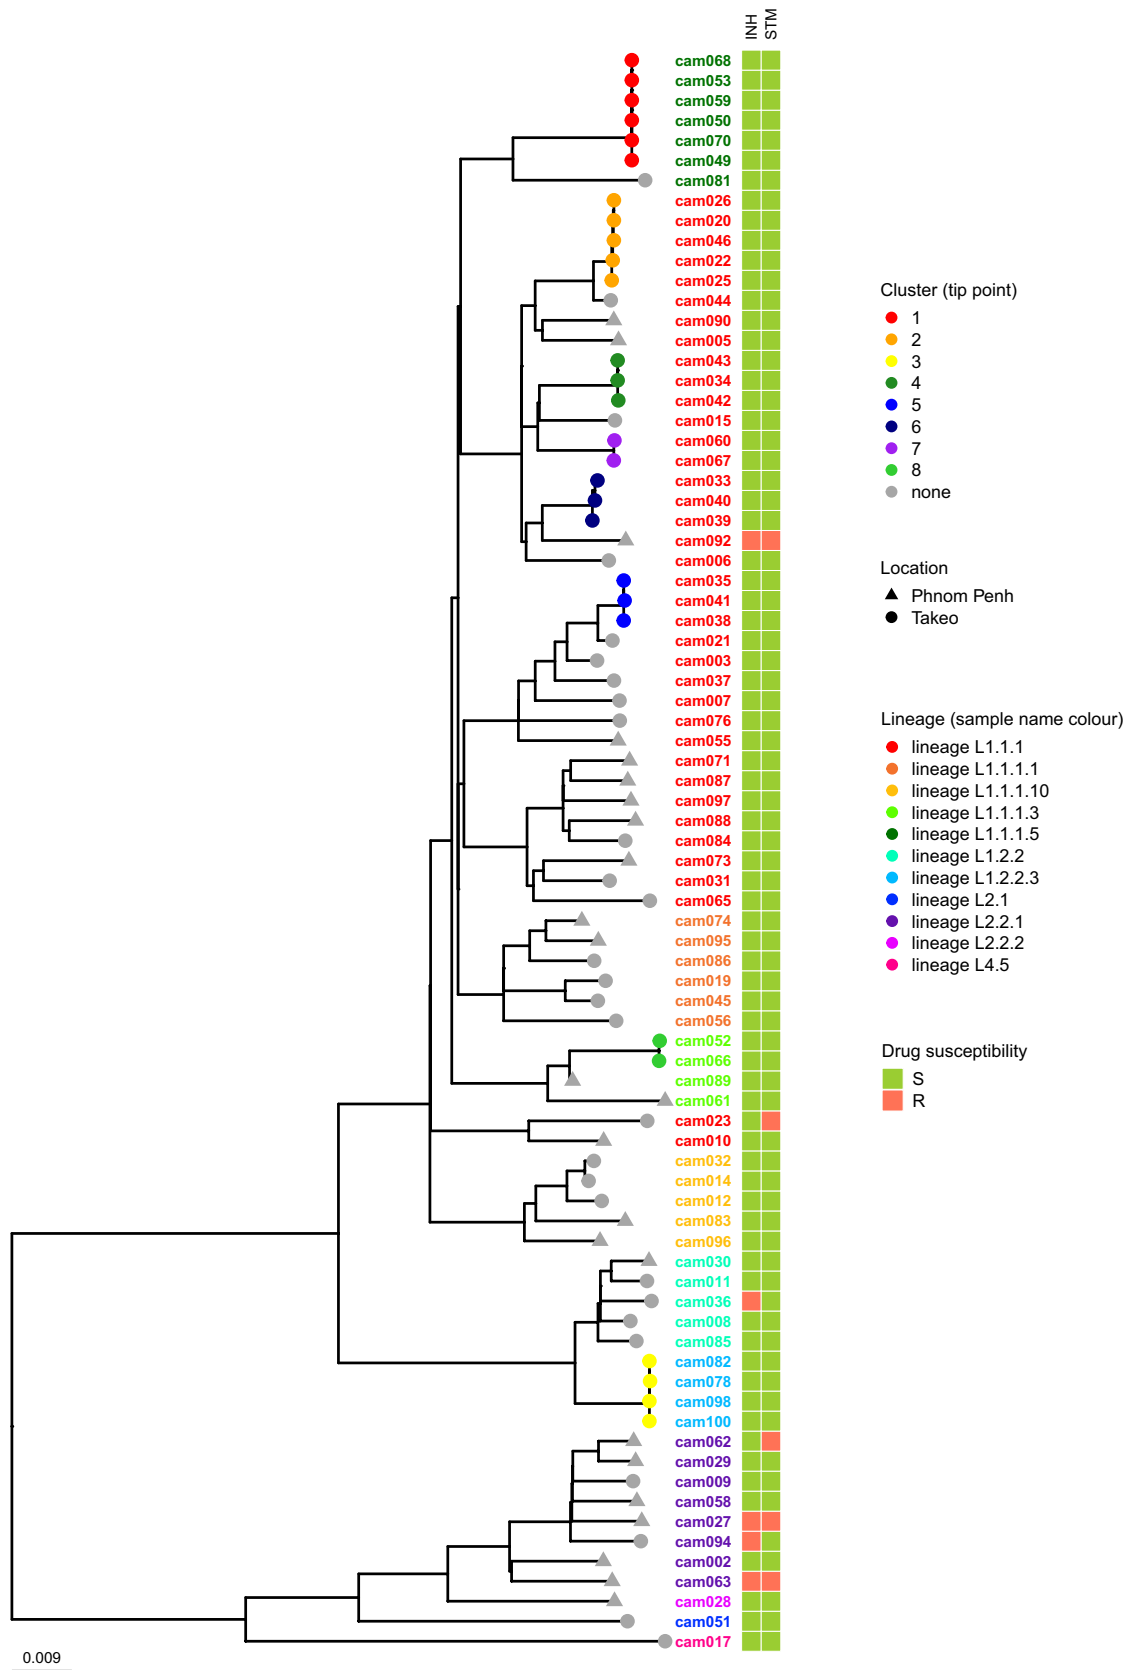 INH STM
cam068
cam053
cam059
cam050
cam070
cam049
cam081
cam026
cam020
cam046
cam022
cam025
cam044
cam090
cam005
cam043
cam034
cam042
cam015
cam060
cam067
cam033
cam040
cam039
cam092
cam006
cam035
cam041
cam038
cam021
cam003
cam037
cam007
cam076
cam055
cam071
cam087
cam097
cam088
cam084
cam073
cam031
cam065
cam074
cam095
cam086
cam019
cam045
cam056
cam052
cam066
cam089
cam061
cam023
cam010
cam032
cam014
cam012
cam083
cam096
cam030
cam011
cam036
cam008
cam085
cam082
cam078
cam098
cam100
cam062
cam029
cam009
cam058
cam027
cam094
cam002
cam063
cam028
cam051
cam017
0.009
Cluster (tip point)
1
2
3
4
5
6
7
8
none
Location
Phnom Penh
Takeo
Lineage (sample name colour)
lineage L1.1.1
lineage L1.1.1.1
lineage L1.1.1.10
lineage L1.1.1.3
lineage L1.1.1.5
lineage L1.2.2
lineage L1.2.2.3
lineage L2.1
lineage L2.2.1
lineage L2.2.2
lineage L4.5
Drug susceptibility
S
R